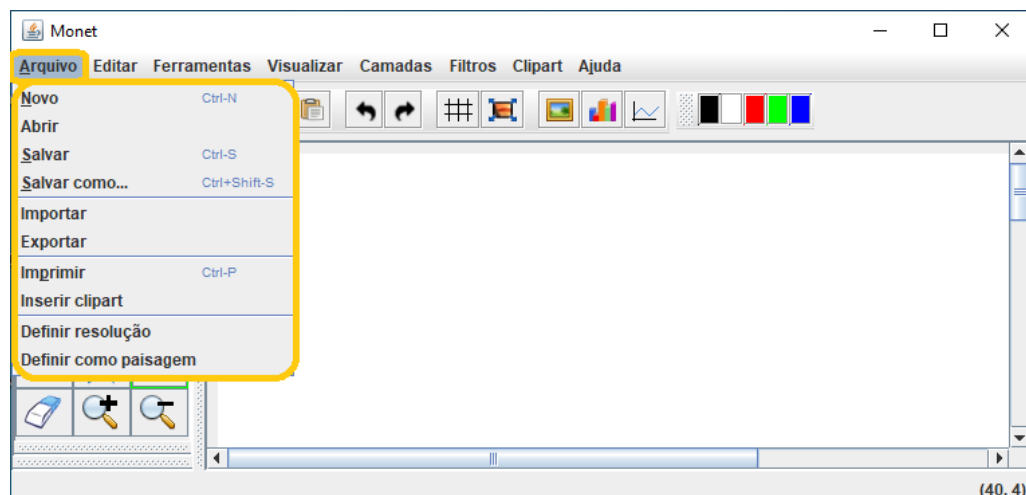 Monet
Arquivo Editar Ferramentas Visualizar Camadas Filtros Clipart Ajuda
Novo Ctrl-N
Abrir
Salvar Ctrl-S
Salvar como... Ctrl+Shift-S
Importar
Exportar
Imprimir Ctrl-P
Inserir clipart
Definir resolução
Definir como paisagem
(40, 4)